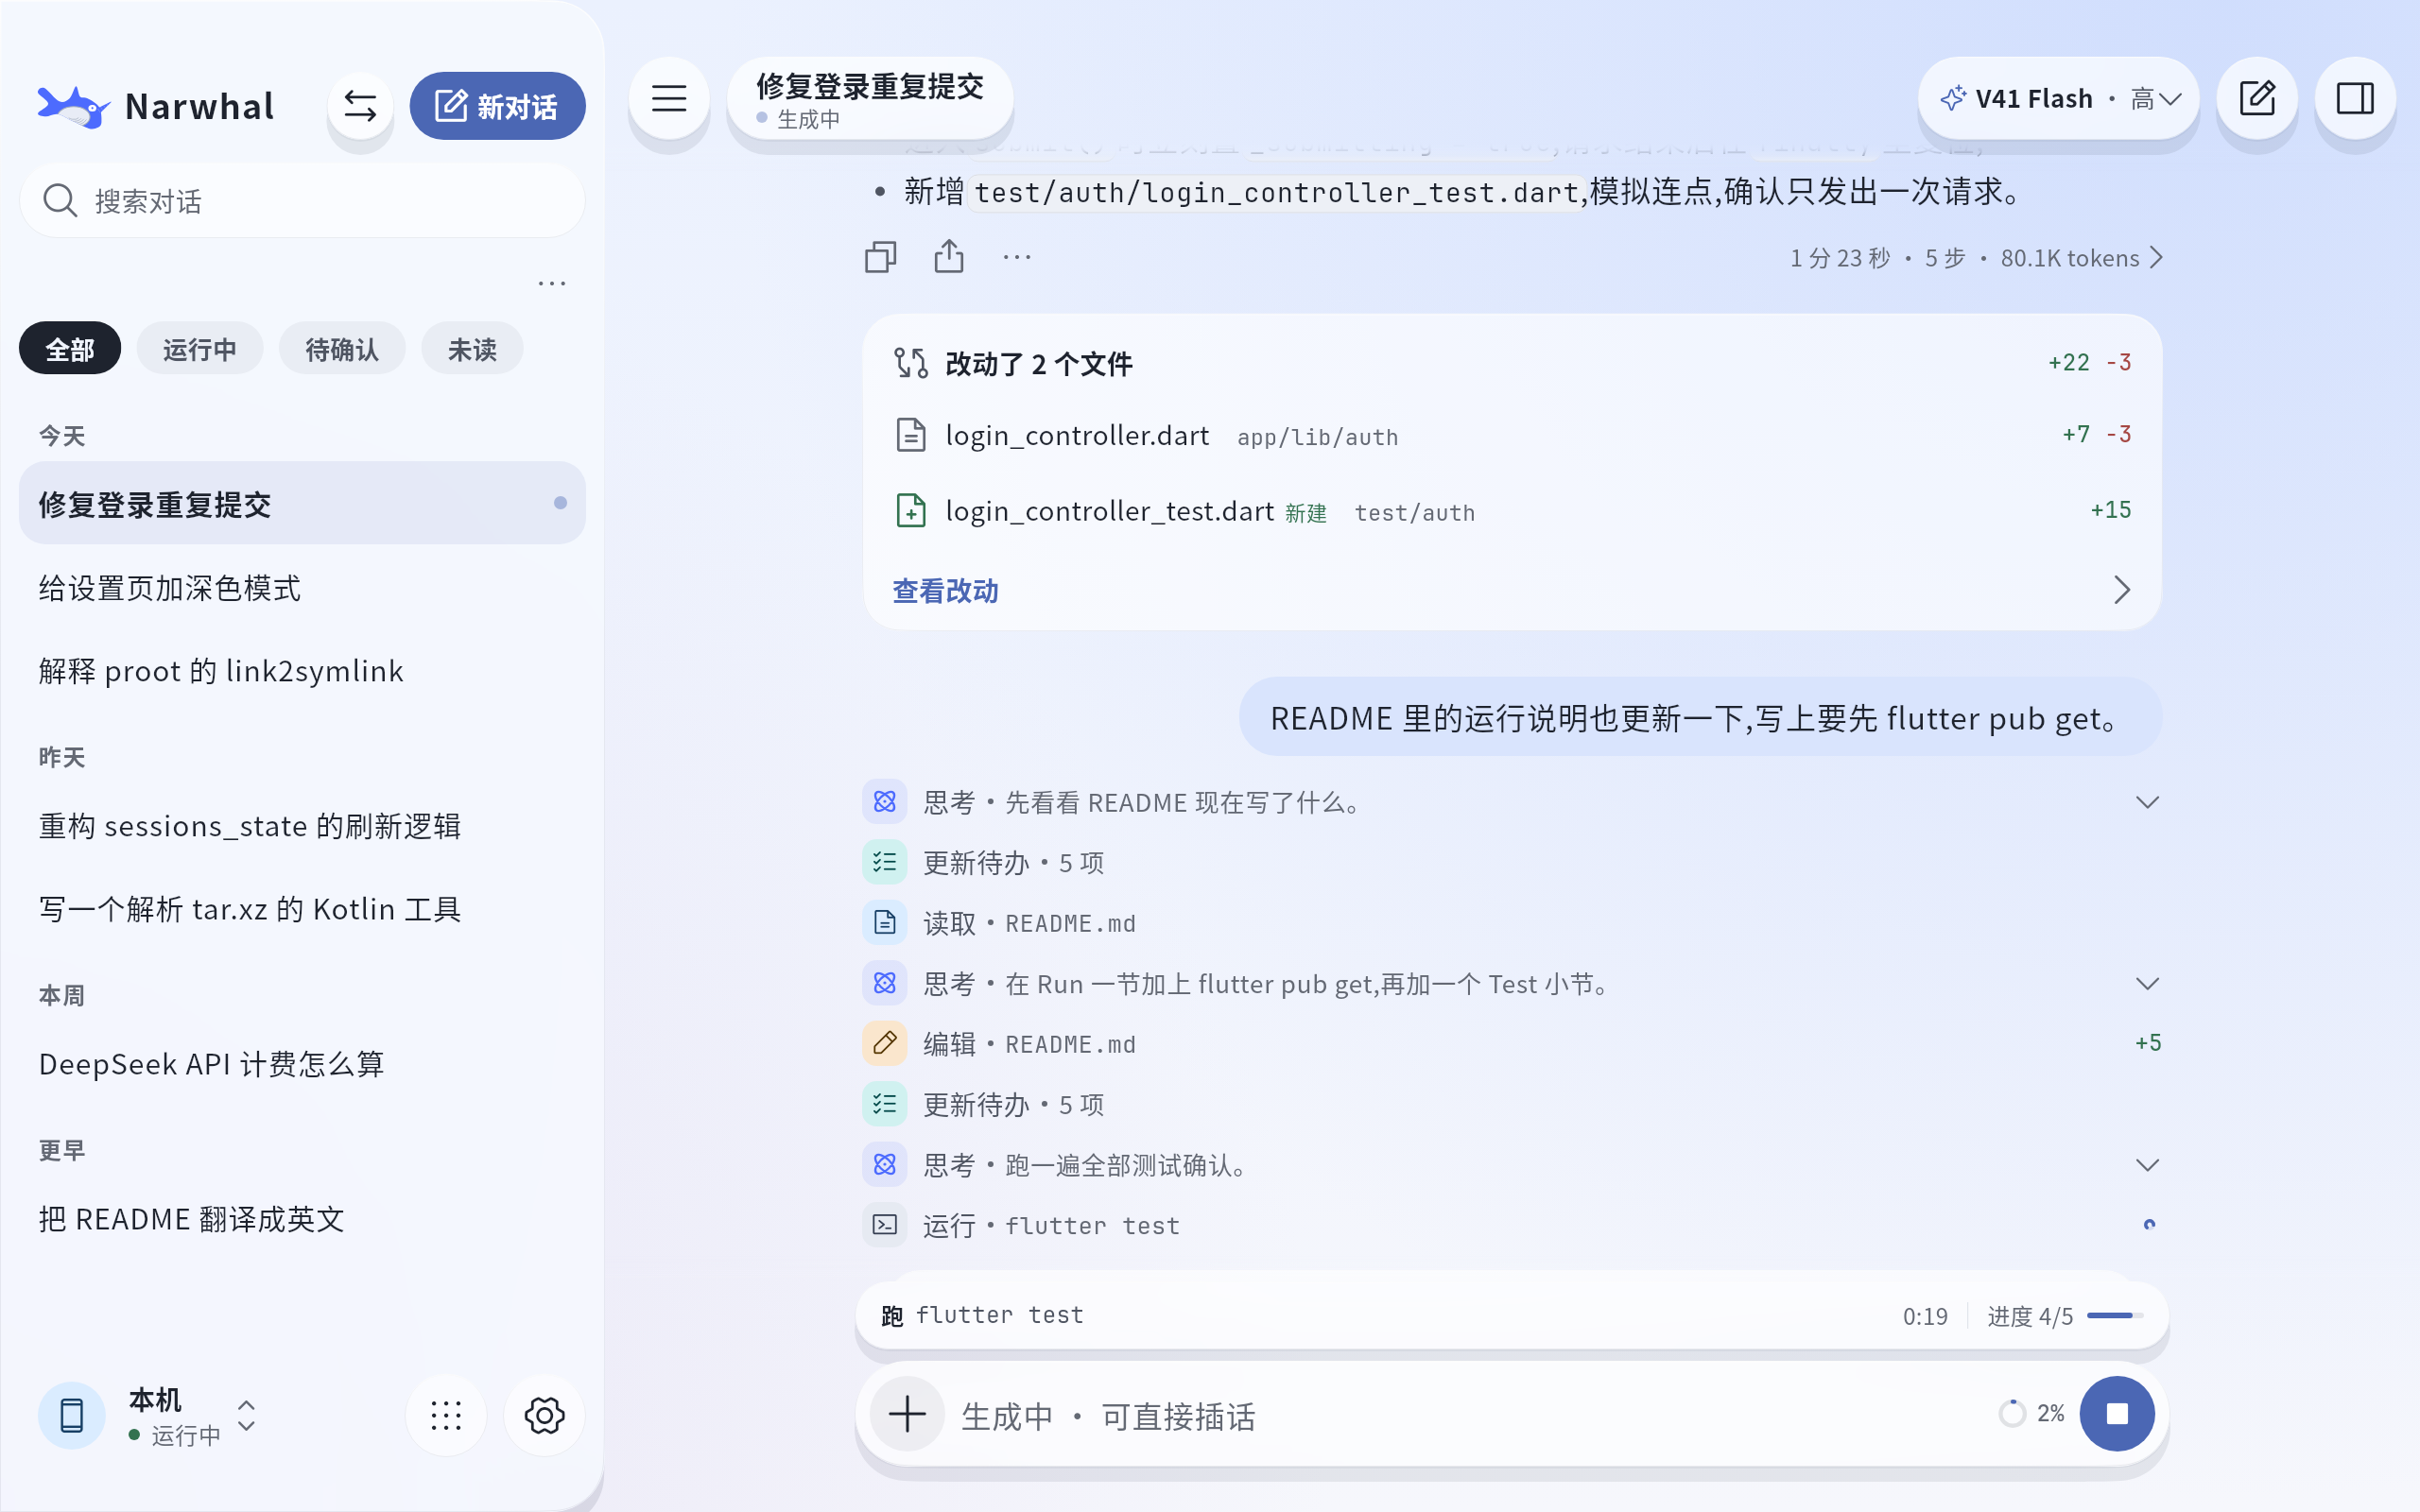 Narwhal
新对话
搜索对话
全部
运行中
待确认
未读
今天
修复登录重复提交
给设置页加深色模式
解释 proot 的 link2symlink
昨天
重构 sessions_state 的刷新逻辑
写一个解析 tar.xz 的 Kotlin 工具
本周
DeepSeek API 计费怎么算
更早
把 README 翻译成英文
本机
运行中
修复登录重复提交
生成中
V41 Flash · 高
• 新增 test/auth/login_controller_test.dart,模拟连点,确认只发出一次请求。
1 分 23 秒 · 5 步 · 80.1K tokens
改动了 2 个文件 +22 -3
login_controller.dart app/lib/auth +7 -3
login_controller_test.dart 新建 test/auth +15
查看改动
README 里的运行说明也更新一下,写上要先 flutter pub get。
思考 · 先看看 README 现在写了什么。
更新待办 · 5 项
读取 · README.md
思考 · 在 Run 一节加上 flutter pub get,再加一个 Test 小节。
编辑 · README.md +5
更新待办 · 5 项
思考 · 跑一遍全部测试确认。
运行 · flutter test
跑 flutter test 0:19 进度 4/5
生成中 · 可直接插话 2%